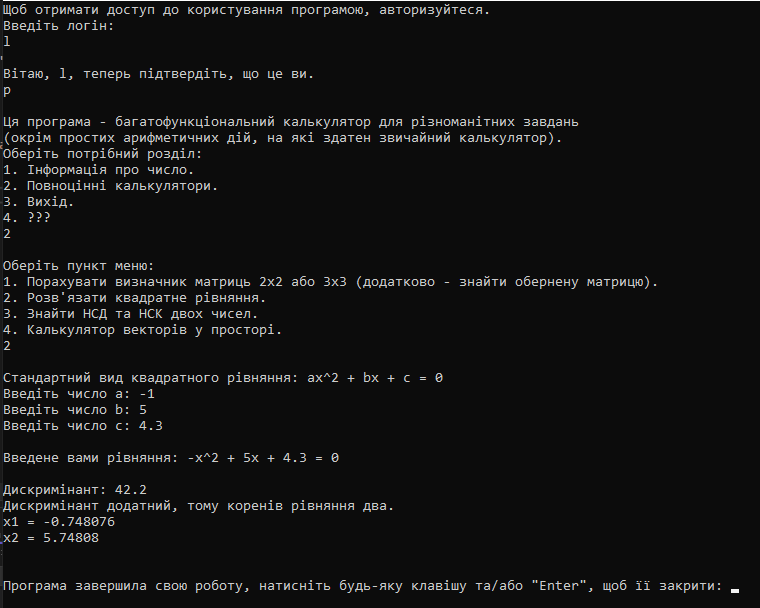 Щоб отримати доступ до користування програмою, авторизуйтеся.
Введіть логін:
l
Вітаю, l, теперь підтвердіть, що це ви.
p
Ця програма - багатофункціональний калькулятор для різноманітних завдань
(окрім простих арифметичних дій, на які здатен звичайний калькулятор).
Оберіть потрібний розділ:
1. Інформація про число.
2. Повноцінні калькулятори.
3. Вихід.
4. ???
2
Оберіть пункт меню:
1. Порахувати визначник матриць 2x2 або 3x3 (додатково - знайти обернену матрицю).
2. Розв'язати квадратне рівняння.
3. Знайти НСД та НСК двох чисел.
4. Калькулятор векторів у просторі.
2
Стандартний вид квадратного рівняння: ax^2 + bx + c = 0
Введіть число a: -1
Введіть число b: 5
Введіть число c: 4.3
Введене вами рівняння: -x^2 + 5x + 4.3 = 0
Дискримінант: 42.2
Дискримінант додатний, тому коренів рівняння два.
x1 = -0.748076
x2 = 5.74808
Програма завершила свою роботу, натисніть будь-яку клавішу та/або "Enter", щоб її закрити: